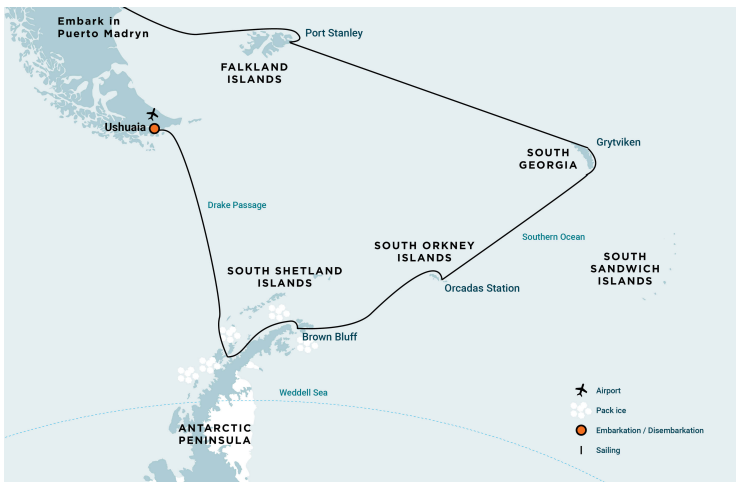 Embark in
Puerto Madryn
Port Stanley
FALKLAND
ISLANDS
Ushuaia
Grytviken
SOUTH
GEORGIA
Drake Passage
Southern Ocean
SOUTH ORKNEY
ISLANDS
SOUTH
SANDWICH
ISLANDS
SOUTH SHETLAND
ISLANDS
Orcadas Station
Brown Bluff
Weddell Sea
ANTARCTIC
PENINSULA
Airport
Pack ice
Embarkation / Disembarkation
Sailing